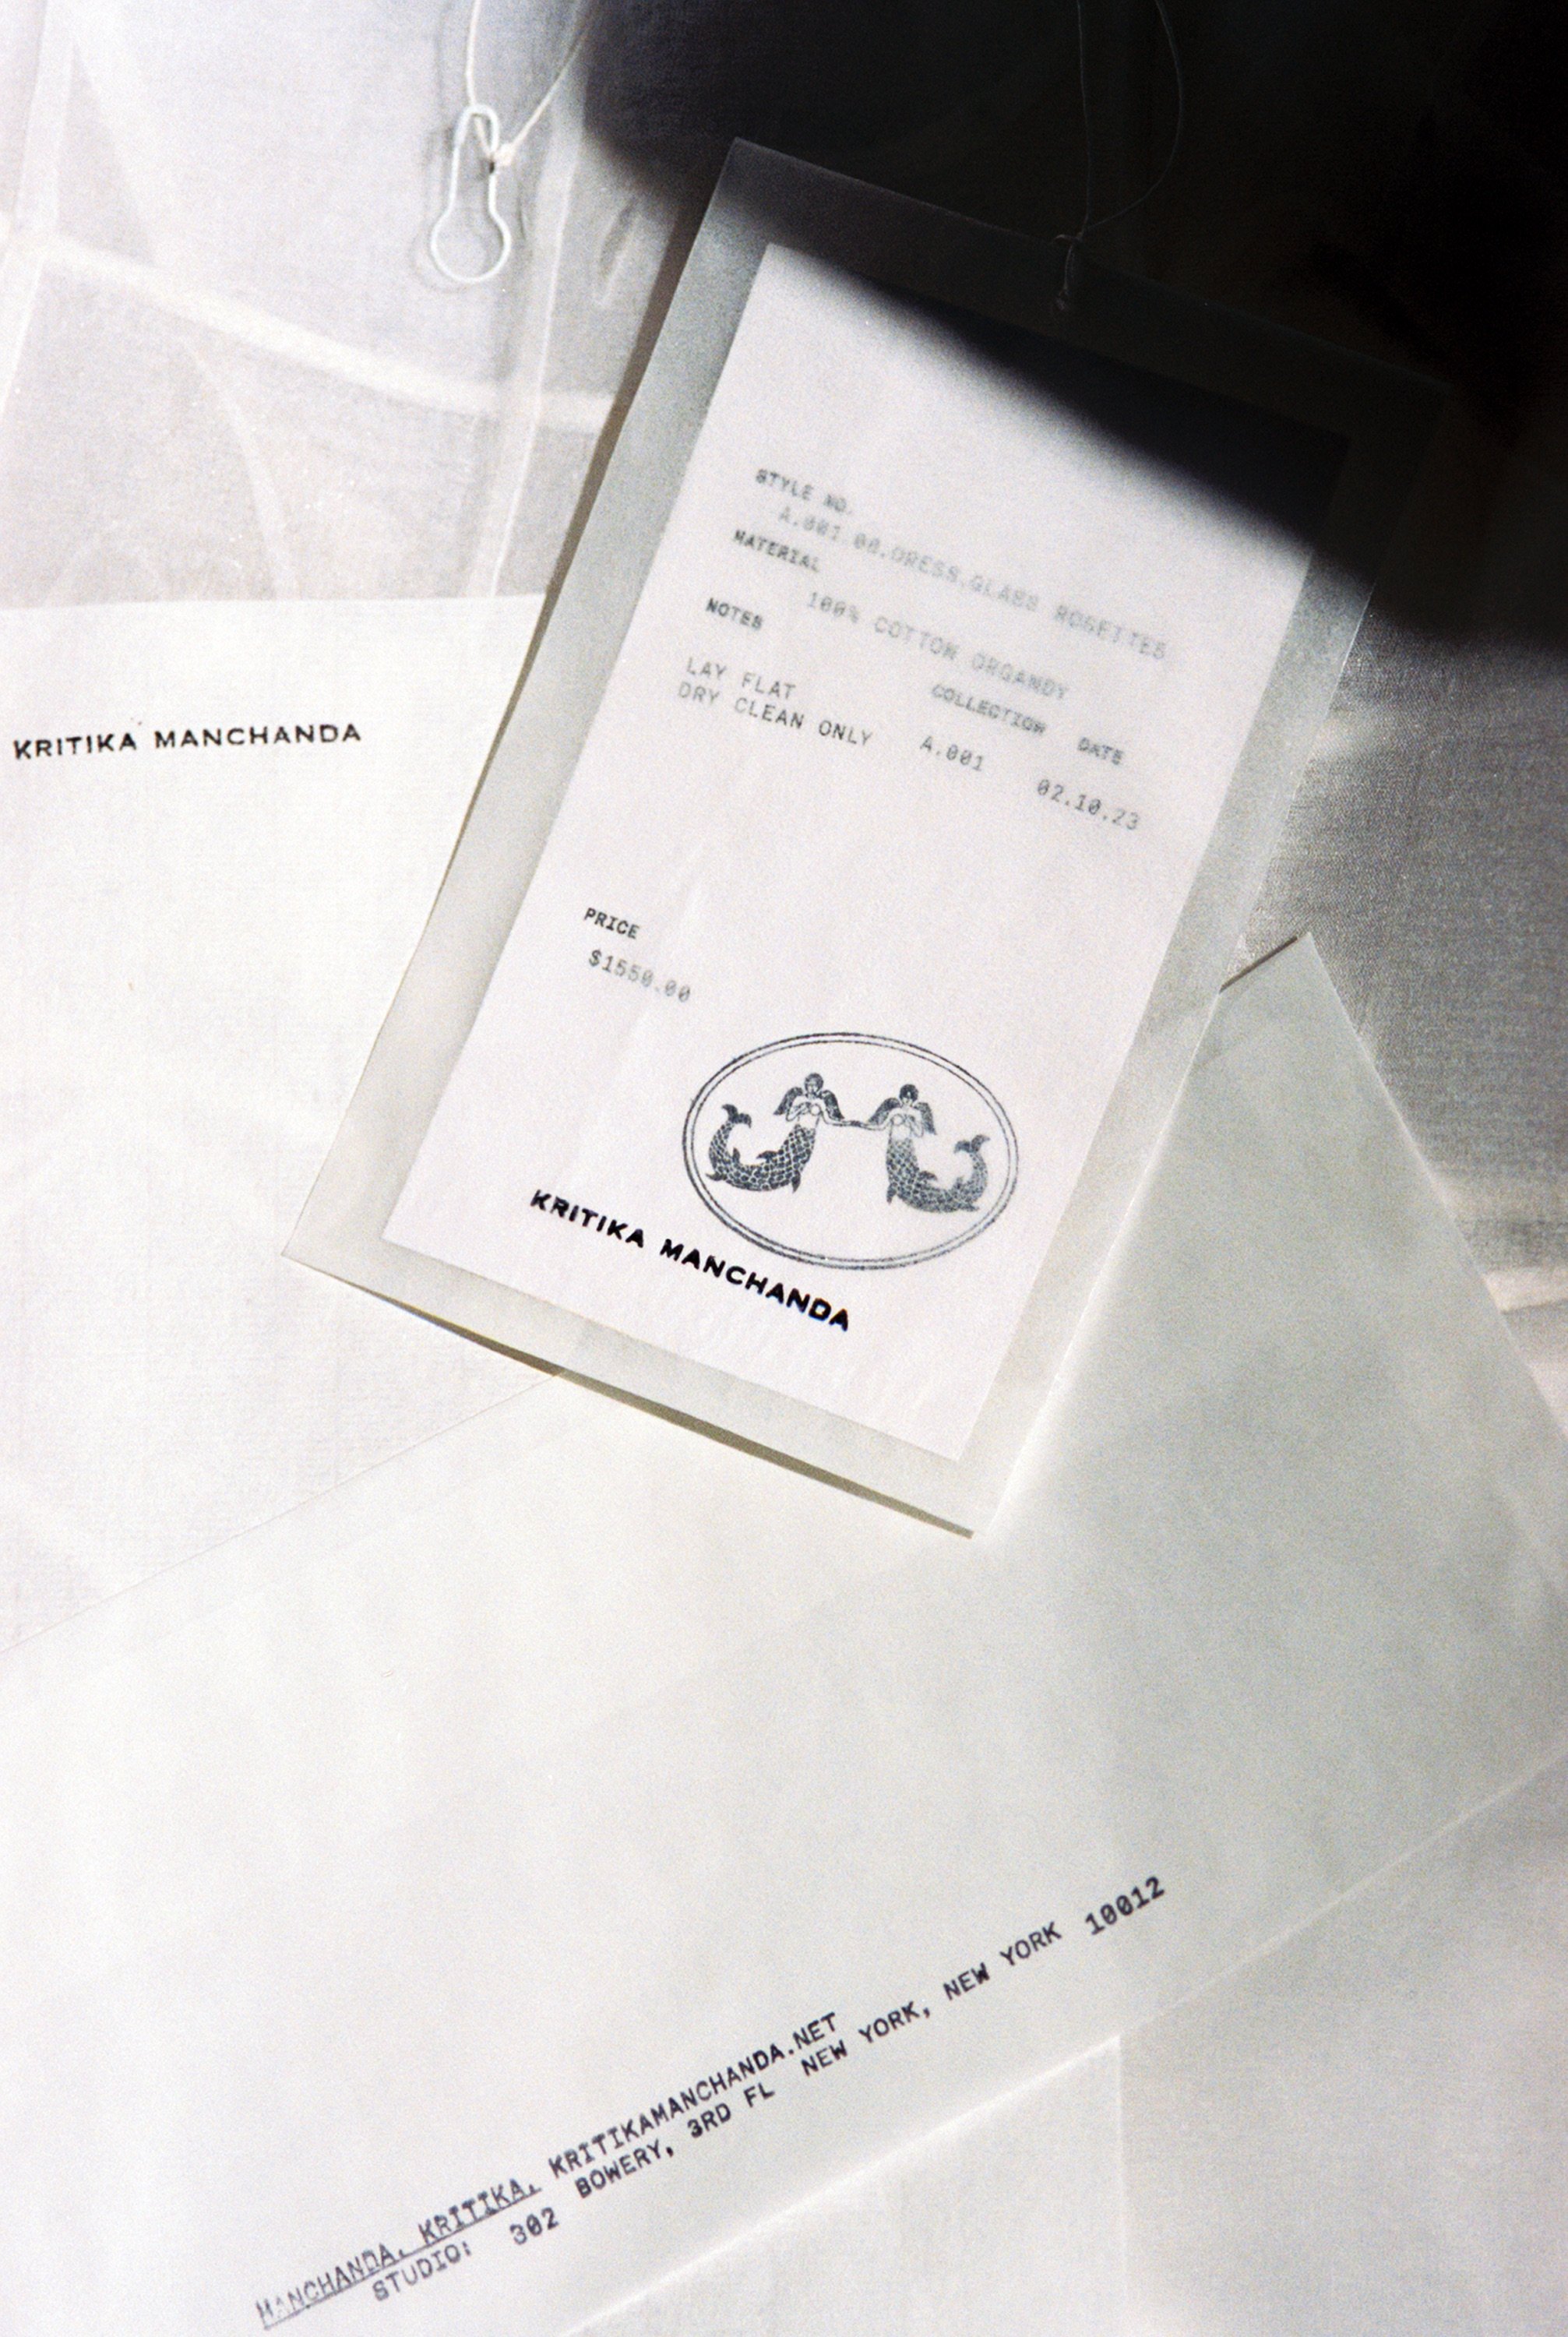 KRITIKA MANCHANDA
STYLE NO.
A.001.00.DRESS.GLASS ROSETTES
MATERIAL
100% COTTON ORGANDY
NOTES
LAY FLAT
DRY CLEAN ONLY
COLLECTION DATE
A.001 02.10.23
PRICE
$1550.00
KRITIKA MANCHANDA
MANCHANDA, KRITIKA, KRITIKAMANCHANDA.NET
STUDIO: 302 BOWERY, 3RD FL NEW YORK, NEW YORK 10012